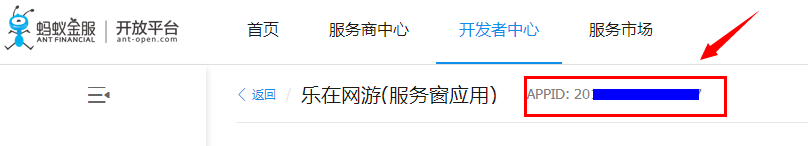 蚂蚁金服 开放平台
ANT FINANCIAL ant-open.com
首页 服务商中心 开发者中心 服务市场
返回 / 乐在网游(服务窗应用) APPID: 20